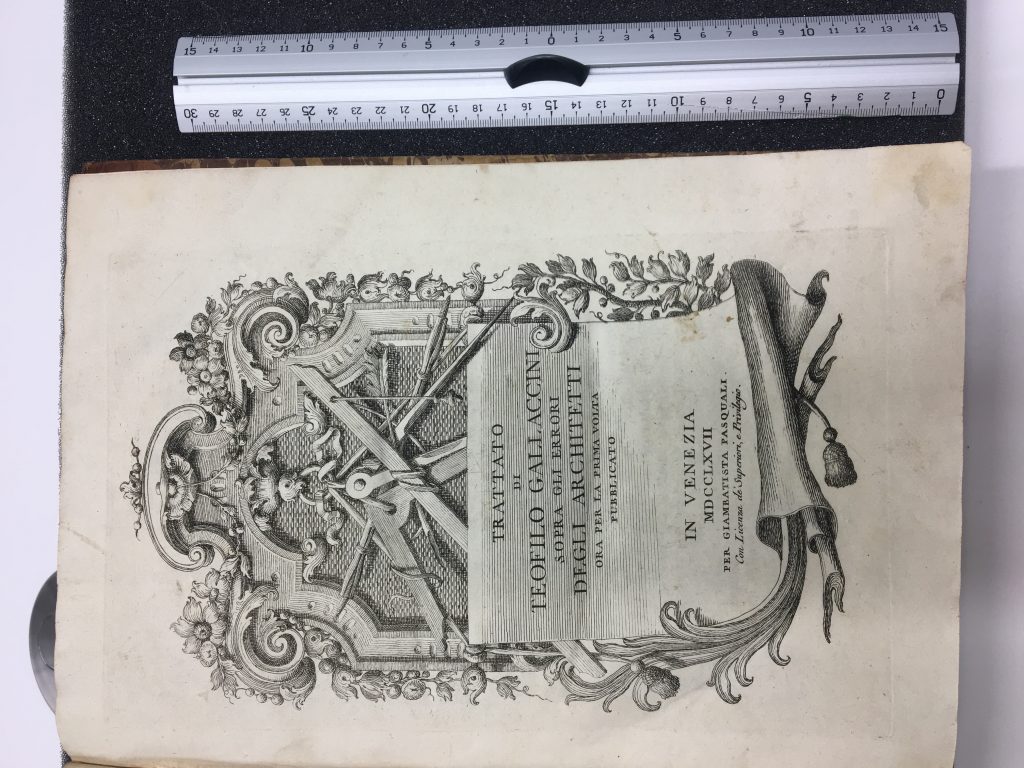 15 14 13 12 11 10 9 8 7 6 5 4 3 2 1 0 1 2 3 4 5 6 7 8 9 10 11 12 13 14 15
30 29 28 27 26 25 24 23 22 21 20 19 18 17 16 15 14 13 12 11 10 9 8 7 6 5 4 3 2 1 0
TRATTATO
DI
TEOFILO GALLACCINI
SOPRA GLI ERRORI
DEGLI ARCHITETTI
ORA PER LA PRIMA VOLTA
PUBBLICATO
IN VENEZIA
MDCCLXVII
PER GIAMBATISTA PASQUALI.
Con Licenza de' Superiori, e Privilegio.